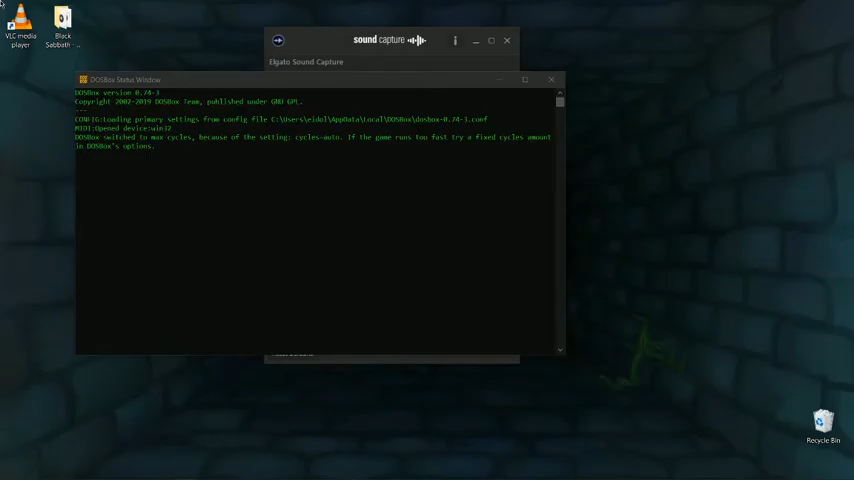 VLC media
player
Black
Sabbath - ...
sound capture
i
Elgato Sound Capture
DOSBox Status Window
DOSBox version 0.74-3
Copyright 2002-2019 DOSBox Team, published under GNU GPL.
---
CONFIG:Loading primary settings from config file C:\Users\eidol\AppData\Local\DOSBox\dosbox-0.74-3.conf
MIDI:Opened device:win32
DOSBox switched to max cycles, because of the setting: cycles=auto. If the game runs too fast try a fixed cycles amount
in DOSBox's options.
Recycle Bin